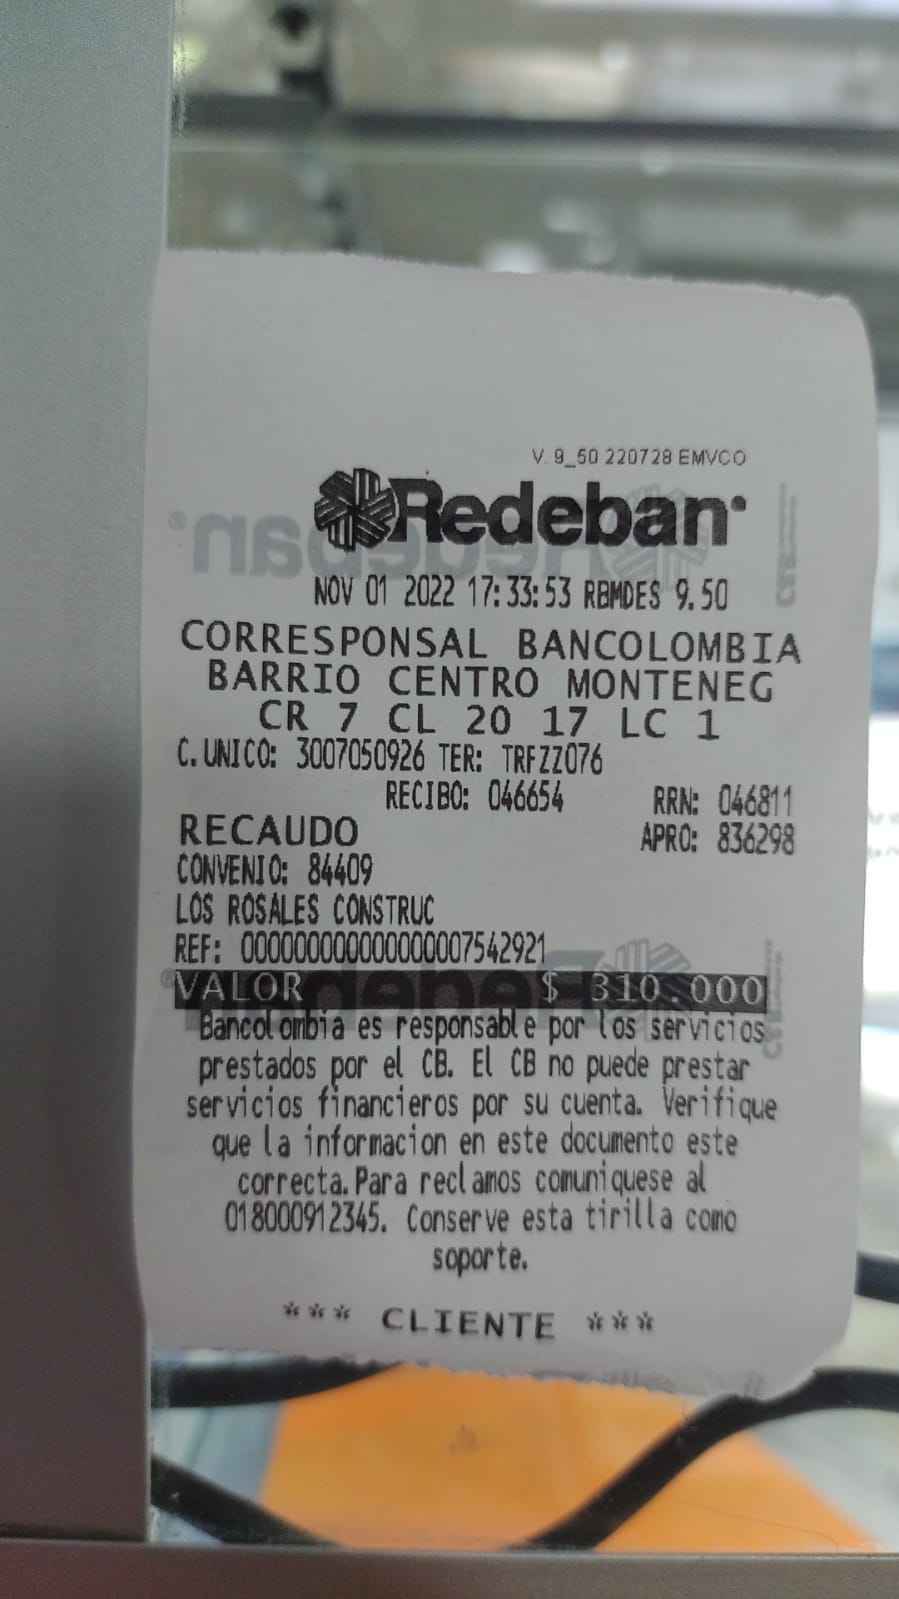 V. 9_50 220728 EMVCO
Redeban
NOV 01 2022 17:33:53 RBMDES 9.50
CORRESPONSAL BANCOLOMBIA
BARRIO CENTRO MONTENEG
CR 7 CL 20 17 LC 1
C.UNICO: 3007050926 TER: TRFZZ076
RECIBO: 046654 RRN: 046811
RECAUDO APRO: 836298
CONVENIO: 84409
LOS ROSALES CONSTRUC
REF: 00000000000000007542921
VALOR $ 310.000
Bancolombia es responsable por los servicios
prestados por el CB. El CB no puede prestar
servicios financieros por su cuenta. Verifique
que la informacion en este documento este
correcta.Para reclamos comuniquese al
018000912345. Conserve esta tirilla como
soporte.
*** CLIENTE ***